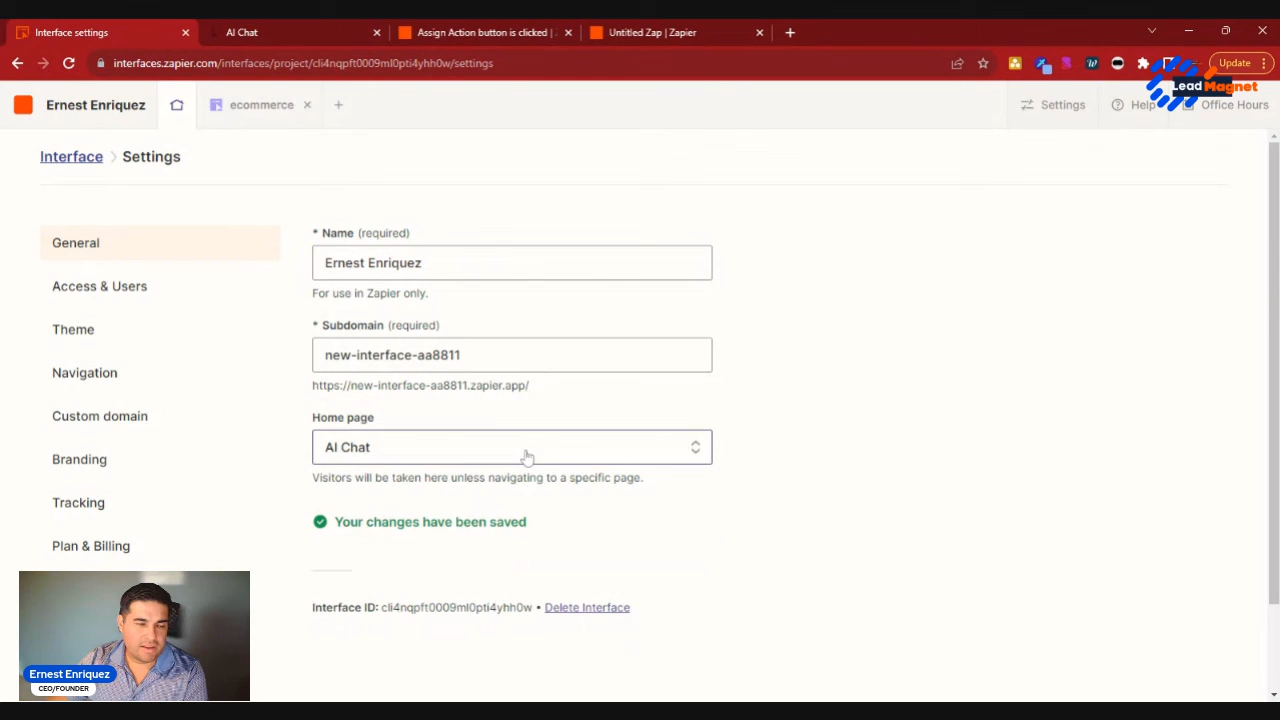 Interface settings
AI Chat
Assign Action button is clicked |
Untitled Zap | Zapier
interfaces.zapier.com/interfaces/project/cli4nqpft0009ml0pti4yhh0w/settings
Update
Lead Magnet
Ernest Enriquez
ecommerce
Settings
Help
Office Hours
Interface
Settings
General
Access & Users
Theme
Navigation
Custom domain
Branding
Tracking
Plan & Billing
* Name (required)
Ernest Enriquez
For use in Zapier only.
* Subdomain (required)
new-interface-aa8811
https://new-interface-aa8811.zapier.app/
Home page
AI Chat
Visitors will be taken here unless navigating to a specific page.
Your changes have been saved
Interface ID: cli4nqpft0009ml0pti4yhh0w • Delete Interface
Ernest Enriquez
CEO/FOUNDER